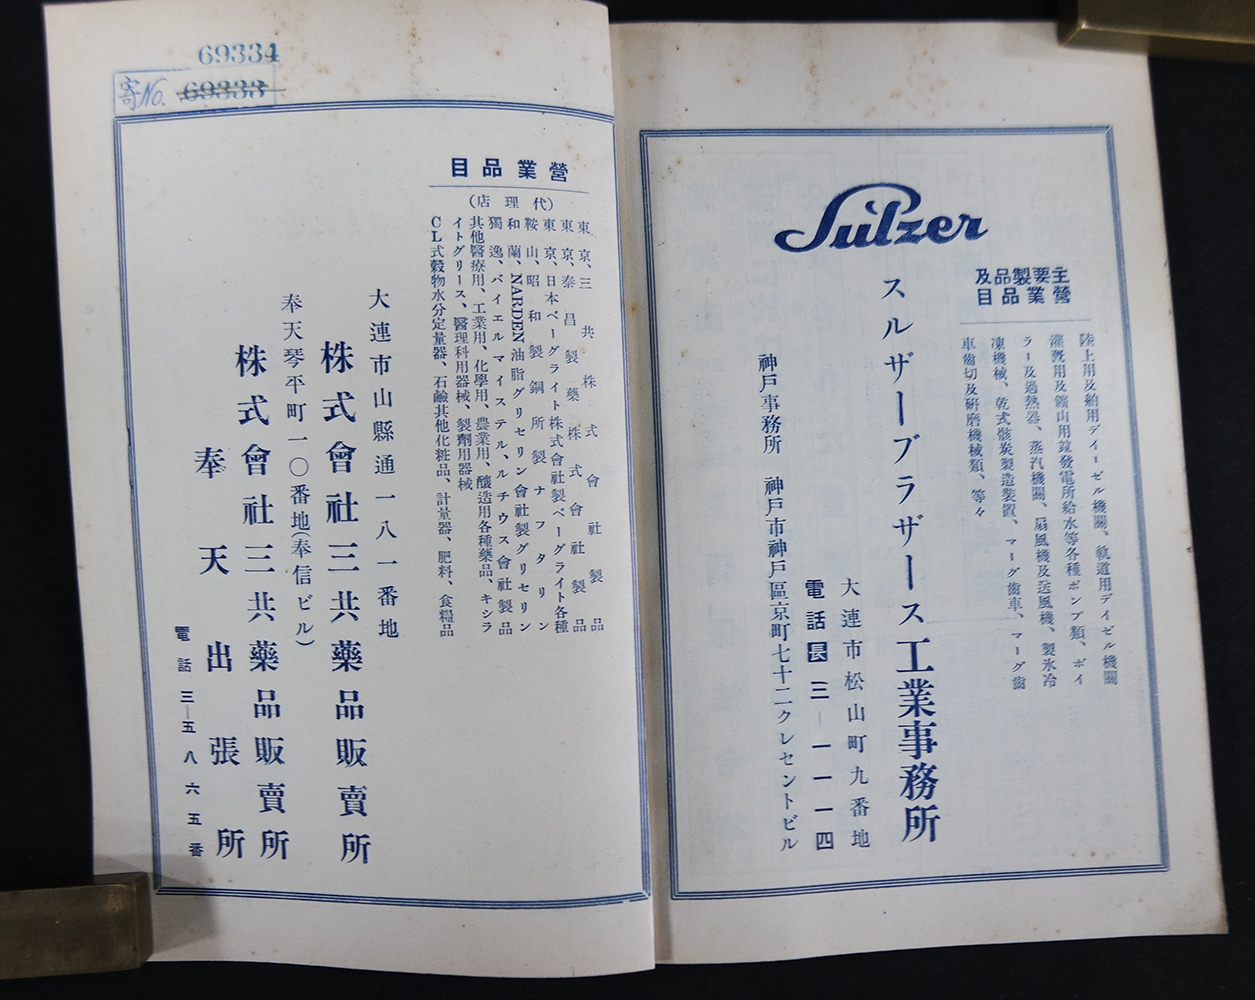 Sulzer
主要製品及
營業品目
陸上用及舶用デイーゼル機關、軌道用デイゼル機關
灌漑用及鑛山用竝發電所給水等各種ポンプ類、ボイ
ラー及過熱器、蒸汽機關、扇風機及送風機、製氷冷
凍機械、乾式骸炭製造裝置、マーグ齒車、マーグ齒
車齒切及硏磨機械類、等々
スルザーブラザース工業事務所
大連市松山町九番地
電話長三―一一一四
神戶事務所 神戶市神戶區京町七十二クレセントビル
69334
寄No. 69333
營業品目
(代理店)
東京、三共株式會社製品
東京、泰昌製藥株式會社製品
東京、日本ベークライト株式會社製ベークライト各種
鞍山、昭和製鋼所製ナフタリン
和蘭、NARDEN油脂グリセリン會社製グリセリン
獨逸、バイエルマイステル、ルチウス會社製品
其他醫療用、工業用、化學用、農業用、釀造用各種藥品、キシラ
イトグリース、醫理科用器械、製劑用器械
CL式穀物水分定量器、石鹼其他化粧品、計量器、肥料、食糧品
大連市山縣通一八一番地
株式會社三共藥品販賣所
奉天琴平町一〇番地(奉信ビル)
株式會社三共藥品販賣所
奉天出張所
電話三―五八六五番